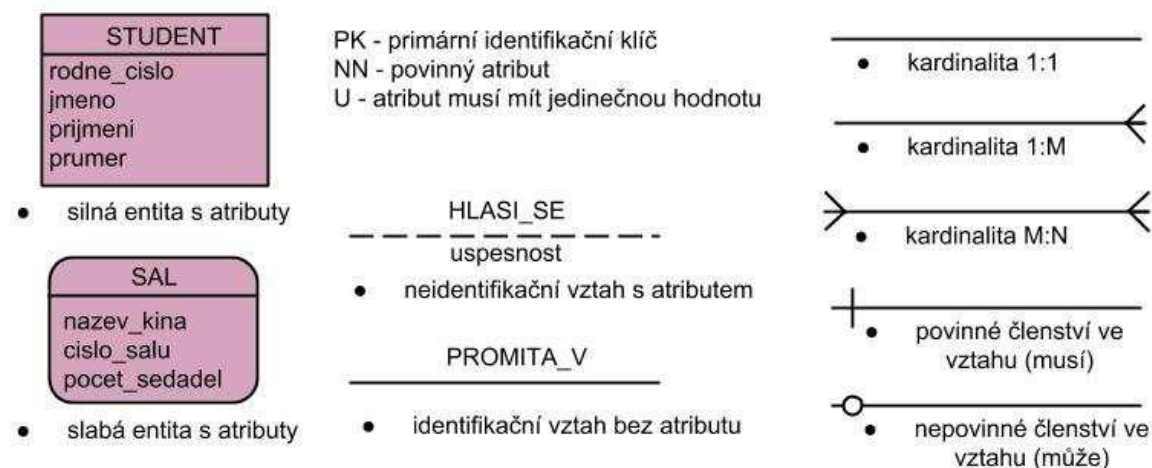 STUDENT
rodne_cislo
jmeno
prijmeni
prumer
• silná entita s atributy
SAL
nazev_kina
cislo_salu
pocet_sedadel
• slabá entita s atributy
PK - primární identifikační klíč
NN - povinný atribut
U - atribut musí mít jedinečnou hodnotu
HLASI_SE
uspesnost
• neidentifikační vztah s atributem
PROMITA_V
• identifikační vztah bez atributu
• kardinalita 1:1
• kardinalita 1:M
• kardinalita M:N
• povinné členství ve
vztahu (musí)
• nepovinné členství ve
vztahu (může)